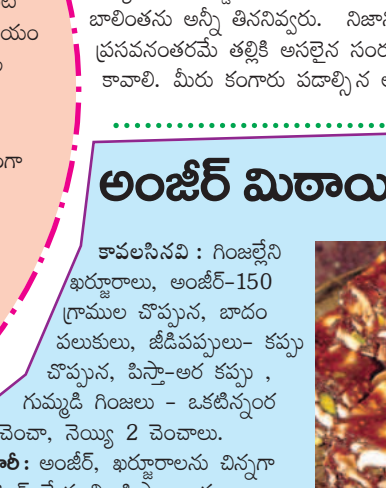 యం
బాలింతను అన్నీ తిననివ్వరు. 
ప్రసవనంతరమే తల్లికి అసలైన
కావాలి. మీరు కంగారు పడాల్సిన
ంగా
అంజీర్ మిఠాయి
కావలసినవి : గింజల్లేని
ఖర్జూరాలు, అంజీర్-150
గ్రాముల చొప్పున, బాదం
పలుకులు, జీడిపప్పులు- కప్పు
చొప్పున, పిస్తా-అర కప్పు ,
గుమ్మడి గింజలు - ఒకటిన్నర
చెంచా, నెయ్యి 2 చెంచాలు.
అంజీర్, ఖర్జూరాలను చిన్నగా